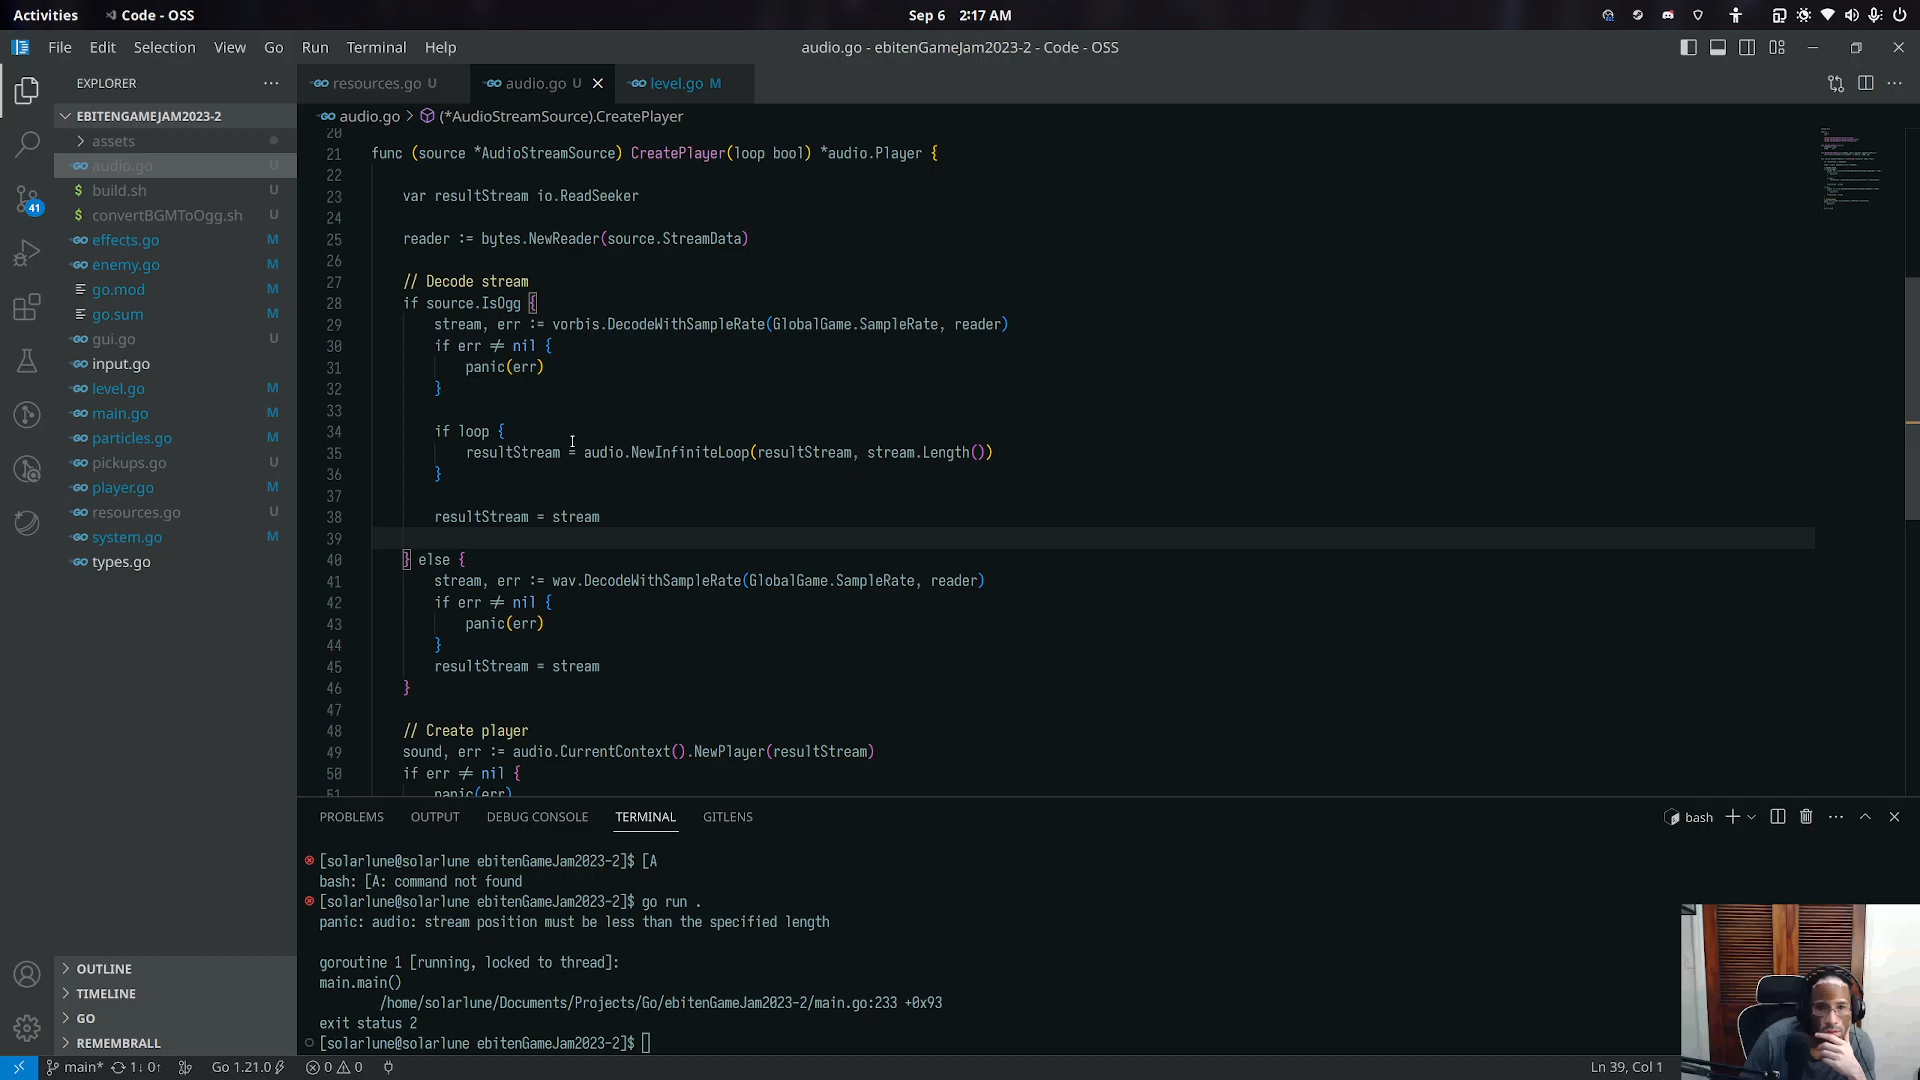 Activities
Code - OSS
Sep 6 2:17 AM
File Edit Selection View Go Run Terminal Help
audio.go - ebitenGameJam2023-2 - Code - OSS
EXPLORER
resources.go U
audio.go U
level.go M
EBITENGAMEJAM2023-2
audio.go > (*AudioStreamSource).CreatePlayer
assets
audio.go U
build.sh U
convertBGMToOgg.sh U
effects.go M
enemy.go M
go.mod M
go.sum M
gui.go U
input.go
level.go M
main.go M
particles.go M
pickups.go U
player.go M
resources.go U
system.go M
types.go
41
OUTLINE
TIMELINE
GO
REMEMBRALL
20
21 func (source *AudioStreamSource) CreatePlayer(loop bool) *audio.Player {
22
23 var resultStream io.ReadSeeker
24
25 reader := bytes.NewReader(source.StreamData)
26
27 // Decode stream
28 if source.IsOgg {
29 stream, err := vorbis.DecodeWithSampleRate(GlobalGame.SampleRate, reader)
30 if err ≠ nil {
31 panic(err)
32 }
33
34 if loop {
35 resultStream = audio.NewInfiniteLoop(resultStream, stream.Length())
36 }
37
38 resultStream = stream
39
40 } else {
41 stream, err := wav.DecodeWithSampleRate(GlobalGame.SampleRate, reader)
42 if err ≠ nil {
43 panic(err)
44 }
45 resultStream = stream
46 }
47
48 // Create player
49 sound, err := audio.CurrentContext().NewPlayer(resultStream)
50 if err ≠ nil {
51 panic(err)
PROBLEMS OUTPUT DEBUG CONSOLE TERMINAL GITLENS
bash
[solarlune@solarlune ebitenGameJam2023-2]$ [A
bash: [A: command not found
[solarlune@solarlune ebitenGameJam2023-2]$ go run .
panic: audio: stream position must be less than the specified length
goroutine 1 [running, locked to thread]:
main.main()
/home/solarlune/Documents/Projects/Go/ebitenGameJam2023-2/main.go:233 +0x93
exit status 2
[solarlune@solarlune ebitenGameJam2023-2]$
main* 1↓ 0↑ Go 1.21.0 0 0
Ln 39, Col 1